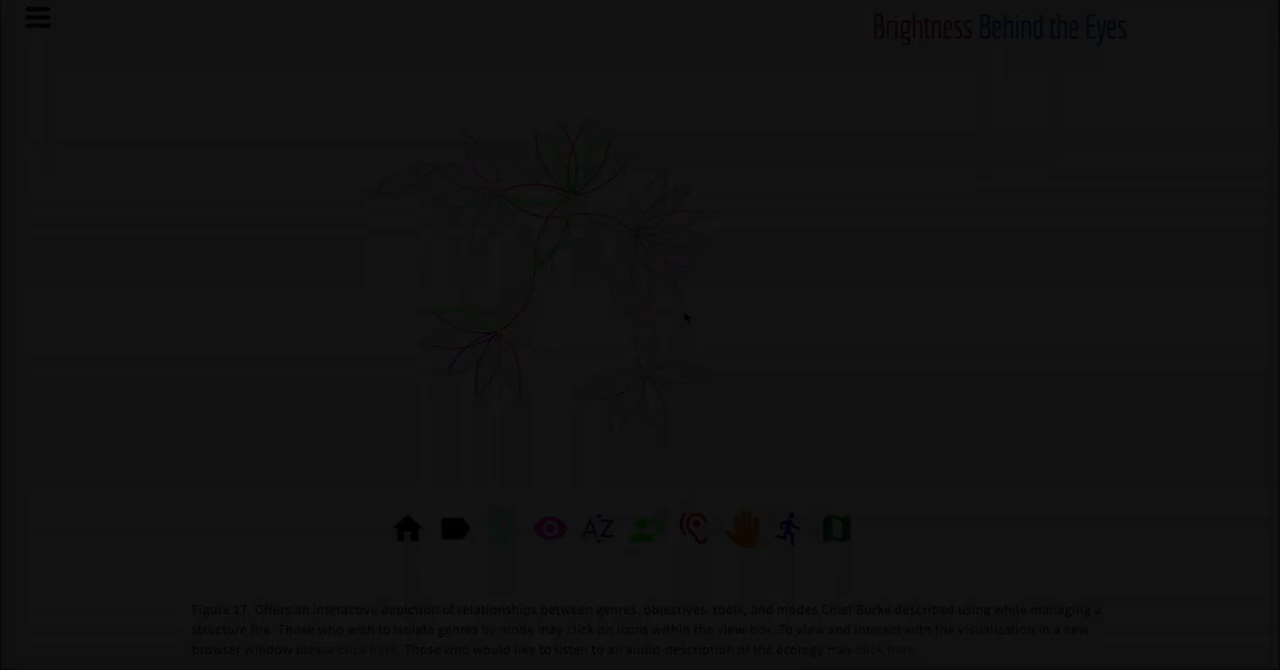 Brightness Behind the Eyes
AZ
Figure 17. Offers an interactive depiction of relationships between genres, objectives, tools, and modes Chief Burke described using while managing a
structure fire. Those who wish to isolate genres by mode may click on icons within the view-box. To view and interact with the visualization in a new
browser window please click here. Those who would like to listen to an audio-description of the ecology may click here.